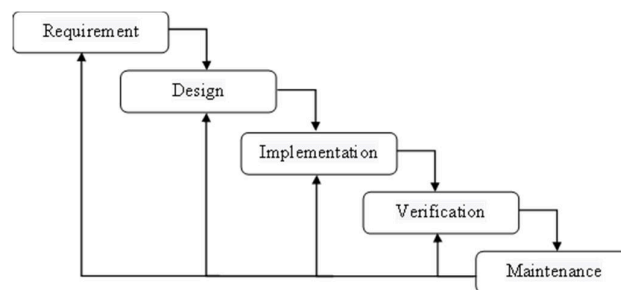 Requirement
Design
Implementation
Verification
Maintenance